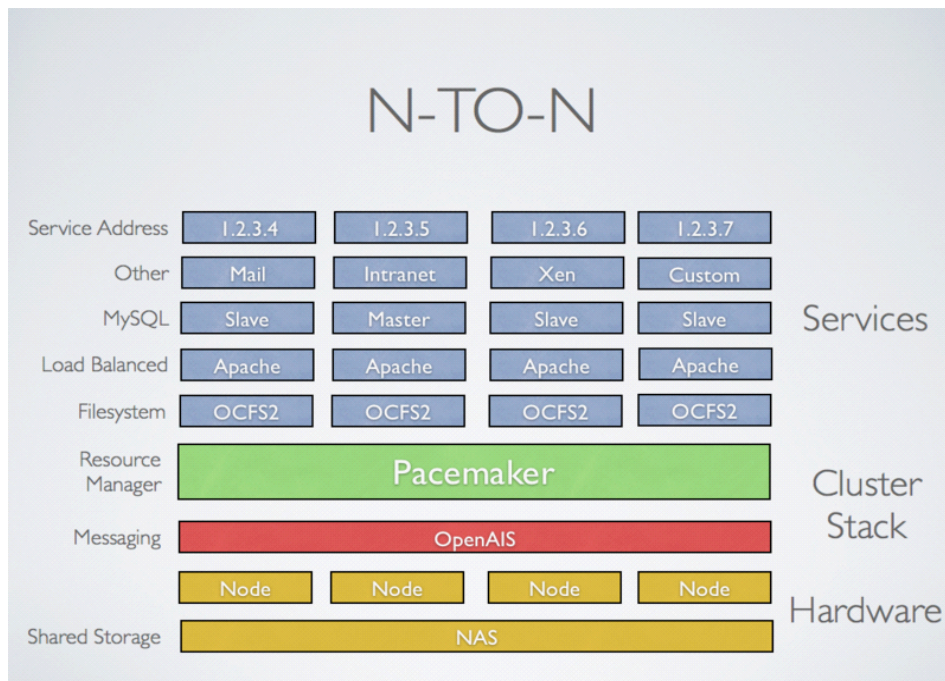 N-TO-N
Service Address 1.2.3.4 1.2.3.5 1.2.3.6 1.2.3.7
Other Mail Intranet Xen Custom
MySQL Slave Master Slave Slave
Services
Load Balanced Apache Apache Apache Apache
Filesystem OCFS2 OCFS2 OCFS2 OCFS2
Resource
Manager
Pacemaker
Cluster
Stack
Messaging OpenAIS
Node Node Node Node
Hardware
Shared Storage NAS